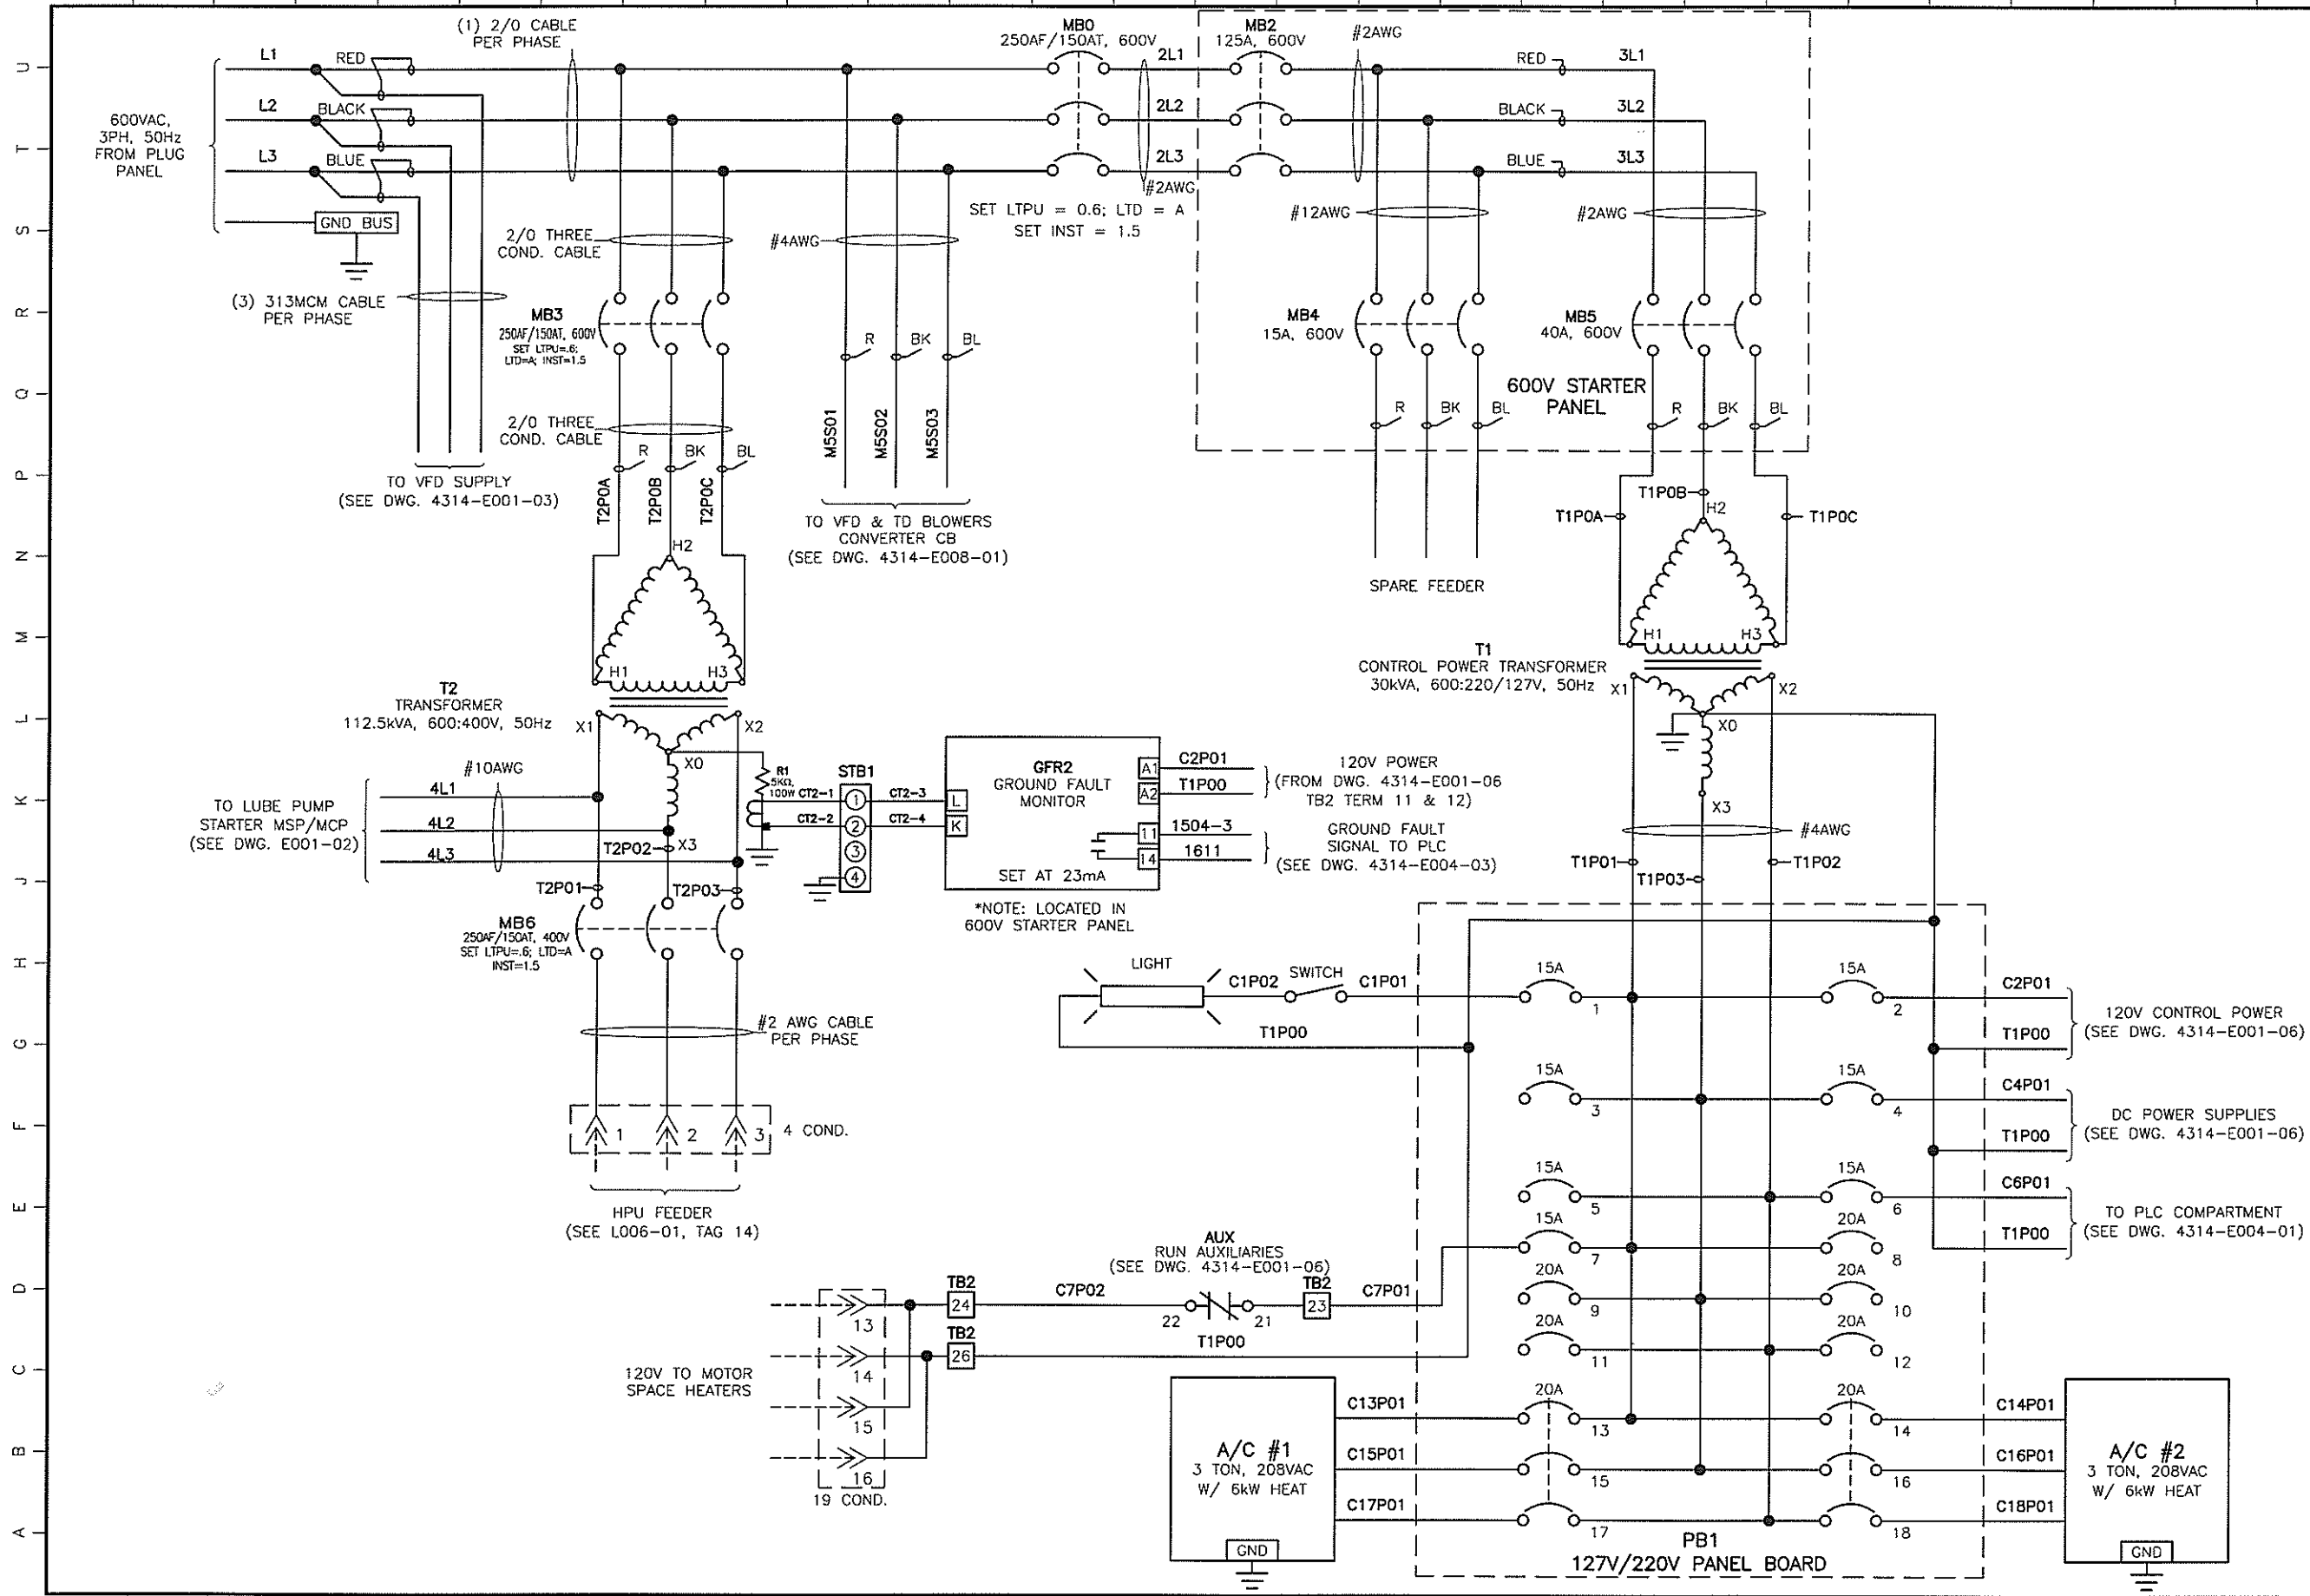 (1) 2/0 CABLE
PER PHASE
MB0
250AF/150AT, 600V
MB2
125A, 600V
#2AWG
U
T
S
R
Q
P
N
M
L
K
J
H
G
F
E
D
C
B
A
L1
RED
2L1
RED
3L1
L2
BLACK
2L2
BLACK
3L2
L3
BLUE
2L3
BLUE
3L3
600VAC,
3PH, 50Hz
FROM PLUG
PANEL
GND BUS
#2AWG
SET LTPU = 0.6; LTD = A
SET INST = 1.5
#12AWG
#2AWG
2/0 THREE
COND. CABLE
#4AWG
(3) 313MCM CABLE
PER PHASE
MB3
250AF/150AT, 600V
SET LTPU=.6;
LTD=A; INST=1.5
R
BK
BL
MB4
15A, 600V
MB5
40A, 600V
600V STARTER
PANEL
2/0 THREE
COND. CABLE
R
BK
BL
M5S01
M5S02
M5S03
R
BK
BL
R
BK
BL
TO VFD SUPPLY
(SEE DWG. 4314-E001-03)
T2P0A
T2P0B
T2P0C
TO VFD & TD BLOWERS
CONVERTER CB
(SEE DWG. 4314-E008-01)
SPARE FEEDER
T1P0B
T1P0A
T1P0C
H2
H1
H3
H2
H1
H3
T2
TRANSFORMER
112.5kVA, 600:400V, 50Hz
X1
X2
X0
X3
T1
CONTROL POWER TRANSFORMER
30kVA, 600:220/127V, 50Hz
X1
X2
X0
X3
#10AWG
4L1
4L2
4L3
TO LUBE PUMP
STARTER MSP/MCP
(SEE DWG. E001-02)
T2P02
T2P01
T2P03
R1
5KΩ,
100W
CT2-1
CT2-2
STB1
1
2
3
4
CT2-3
CT2-4
L
K
GFR2
GROUND FAULT
MONITOR
SET AT 23mA
A1
A2
11
14
C2P01
T1P00
1504-3
1611
120V POWER
(FROM DWG. 4314-E001-06
TB2 TERM 11 & 12)
GROUND FAULT
SIGNAL TO PLC
(SEE DWG. 4314-E004-03)
*NOTE: LOCATED IN
600V STARTER PANEL
#4AWG
T1P01
T1P02
T1P03
MB6
250AF/150AT, 400V
SET LTPU=.6; LTD=A
INST=1.5
#2 AWG CABLE
PER PHASE
1
2
3
4 COND.
HPU FEEDER
(SEE L006-01, TAG 14)
LIGHT
C1P02
SWITCH
C1P01
T1P00
15A
1
15A
2
C2P01
T1P00
120V CONTROL POWER
(SEE DWG. 4314-E001-06)
15A
3
15A
4
C4P01
T1P00
DC POWER SUPPLIES
(SEE DWG. 4314-E001-06)
15A
5
15A
6
C6P01
T1P00
TO PLC COMPARTMENT
(SEE DWG. 4314-E004-01)
15A
7
20A
8
20A
9
20A
10
20A
11
20A
12
AUX
RUN AUXILIARIES
(SEE DWG. 4314-E001-06)
TB2
24
C7P02
22
21
TB2
23
C7P01
TB2
26
T1P00
13
14
15
16
19 COND.
120V TO MOTOR
SPACE HEATERS
A/C #1
3 TON, 208VAC
W/ 6kW HEAT
GND
C13P01
C15P01
C17P01
20A
13
15
17
20A
14
16
18
C14P01
C16P01
C18P01
A/C #2
3 TON, 208VAC
W/ 6kW HEAT
GND
PB1
127V/220V PANEL BOARD